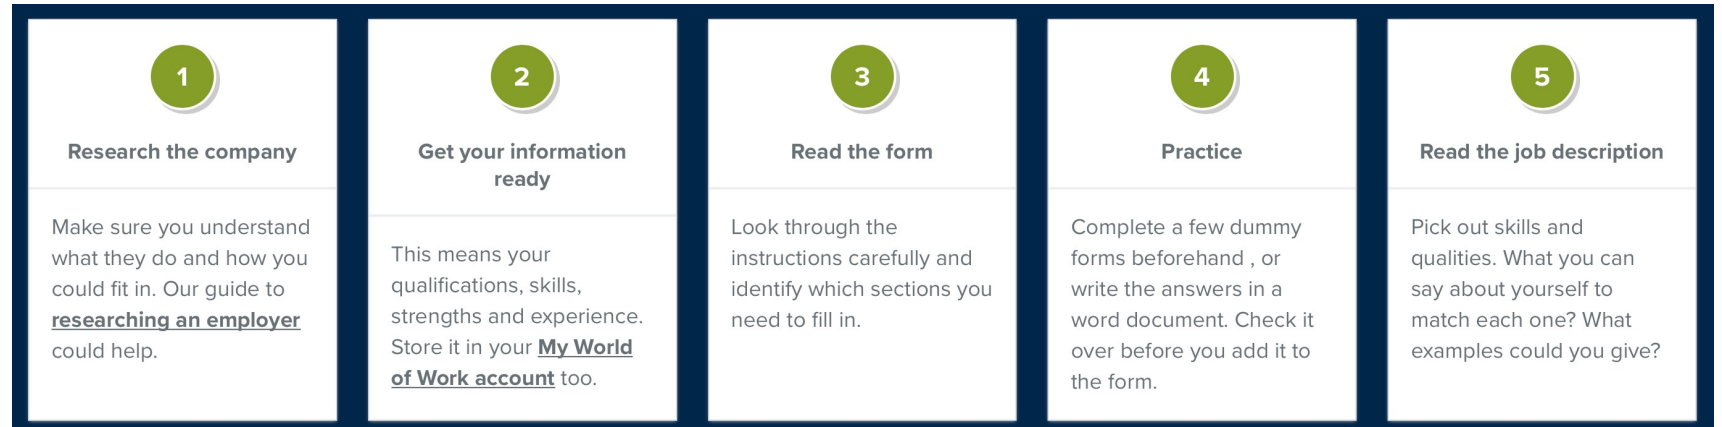 1
Research the company
Make sure you understand
what they do and how you
could fit in. Our guide to
researching an employer
could help.
2
Get your information
ready
This means your
qualifications, skills,
strengths and experience.
Store it in your My World
of Work account too.
3
Read the form
Look through the
instructions carefully and
identify which sections you
need to fill in.
4
Practice
Complete a few dummy
forms beforehand , or
write the answers in a
word document. Check it
over before you add it to
the form.
5
Read the job description
Pick out skills and
qualities. What you can
say about yourself to
match each one? What
examples could you give?